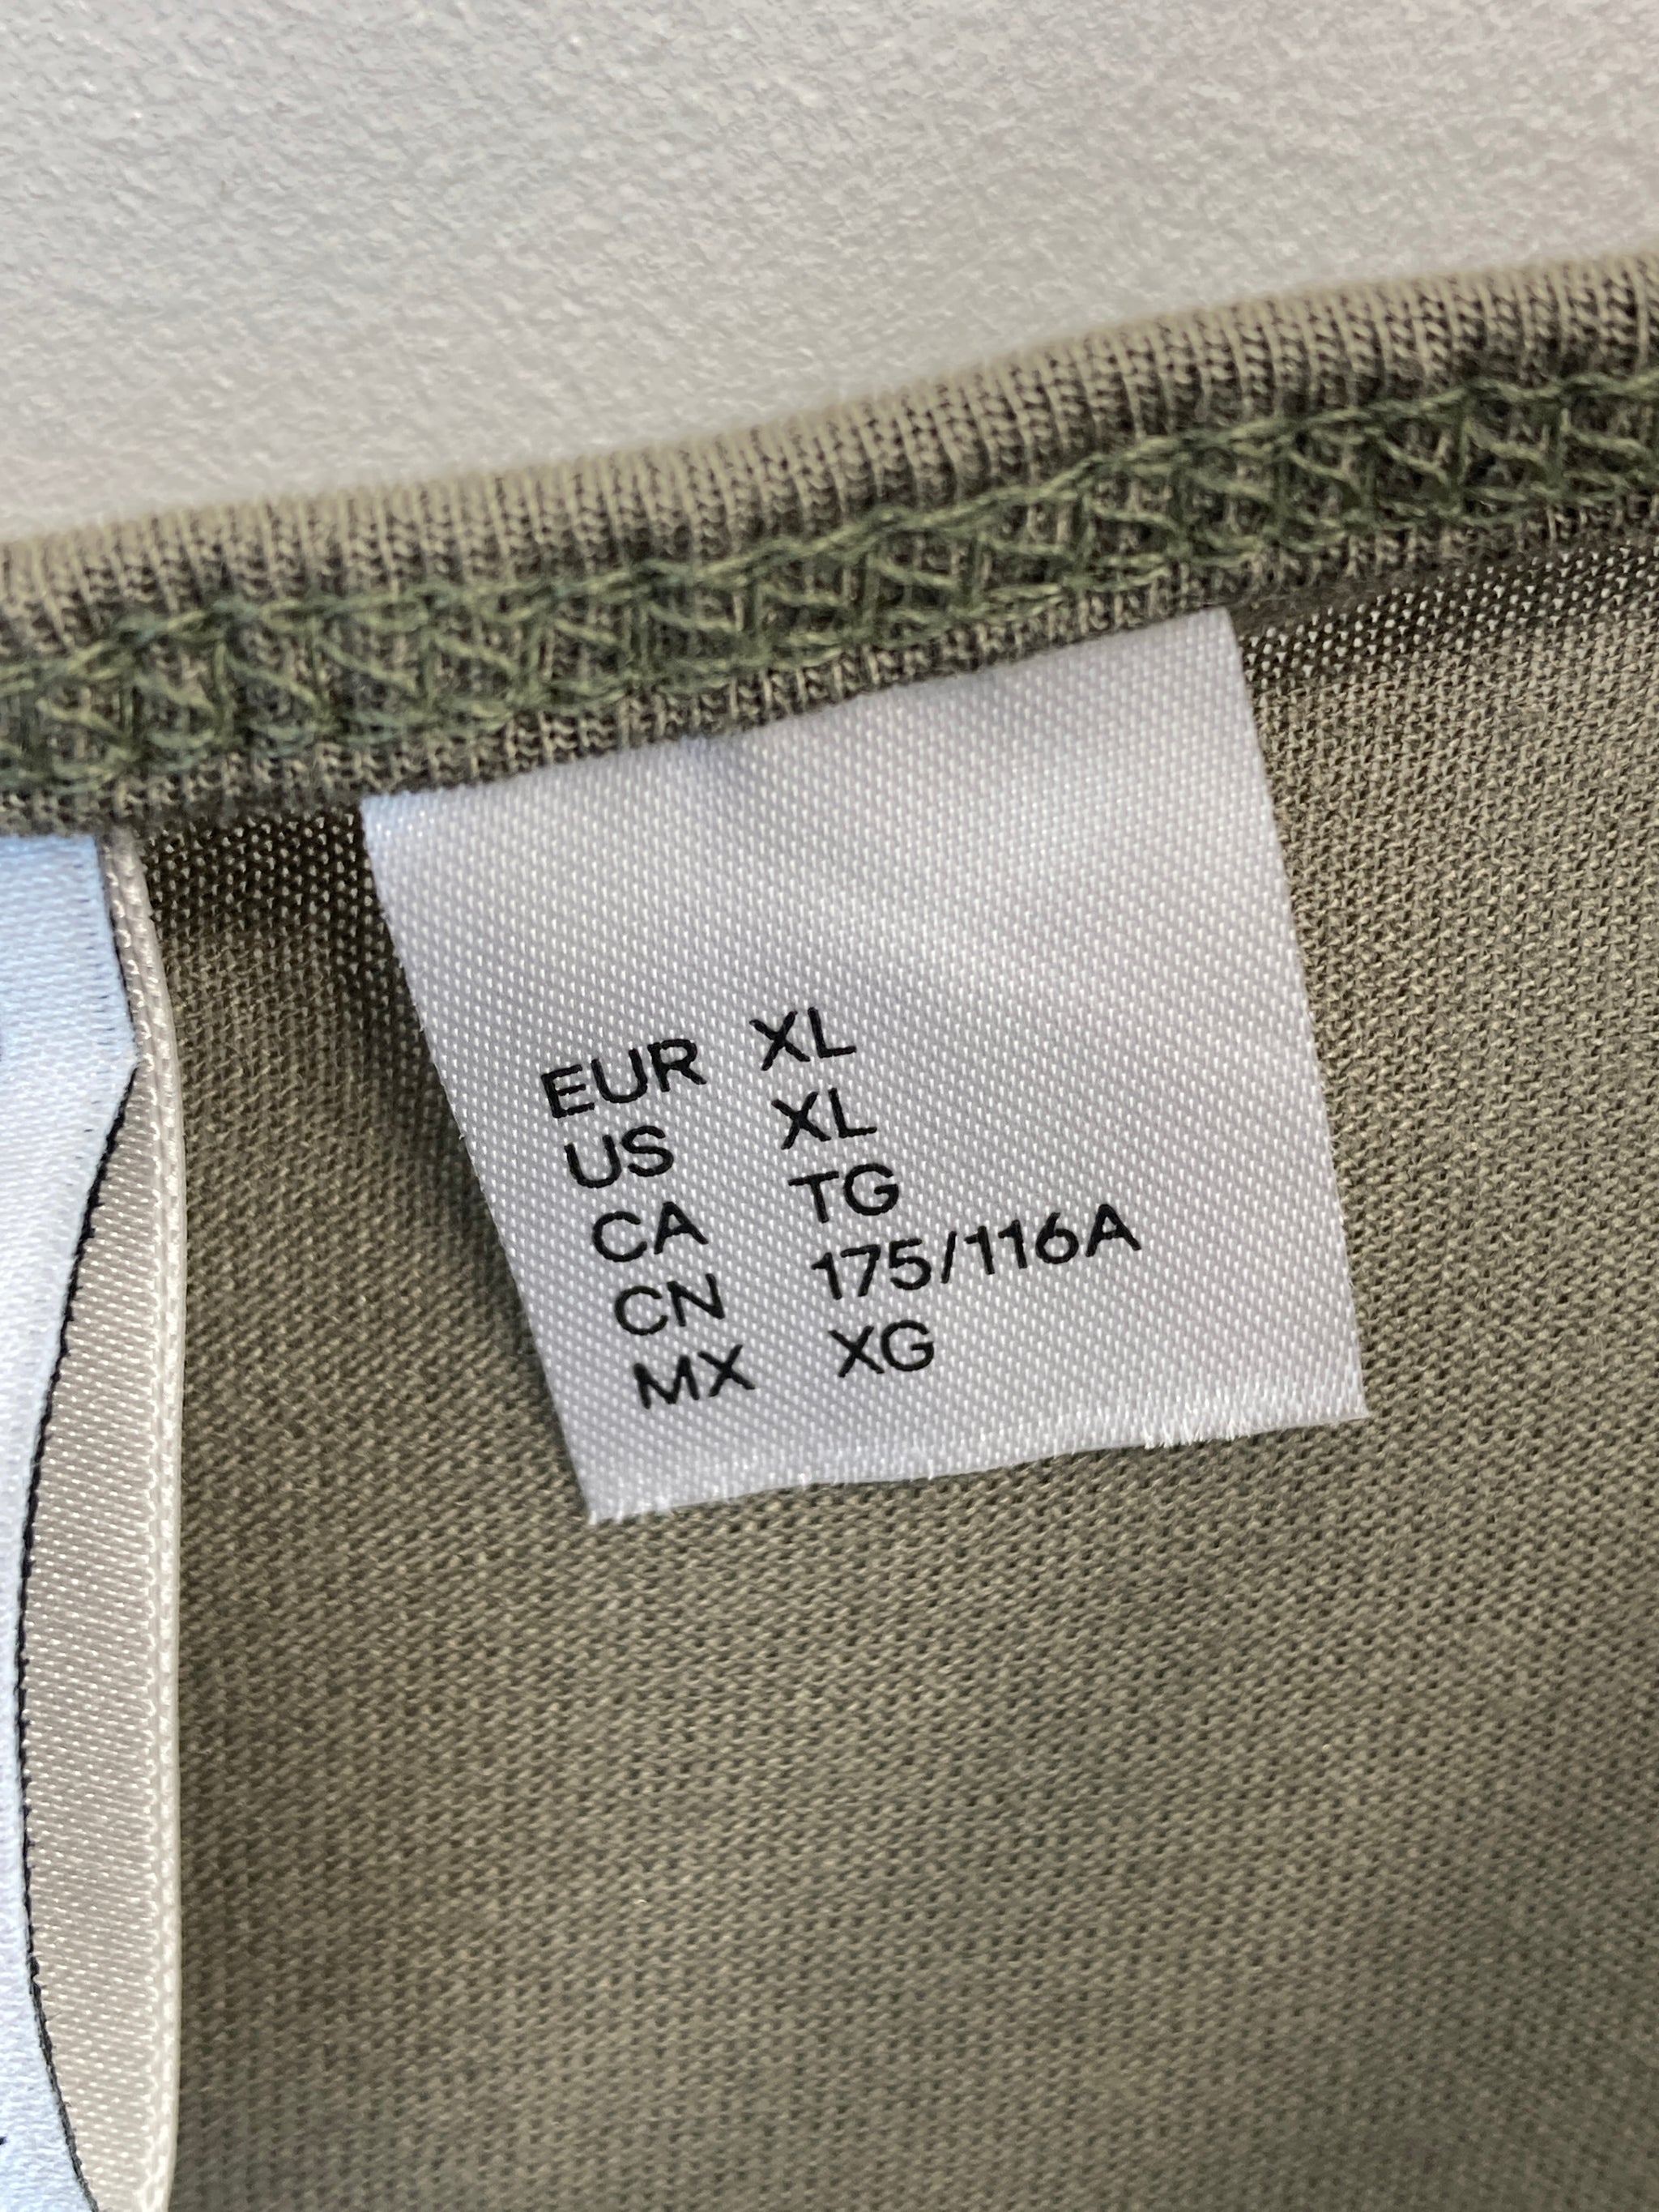 EUR XL
US XL
CA TG
CN 175/116A
MX XG